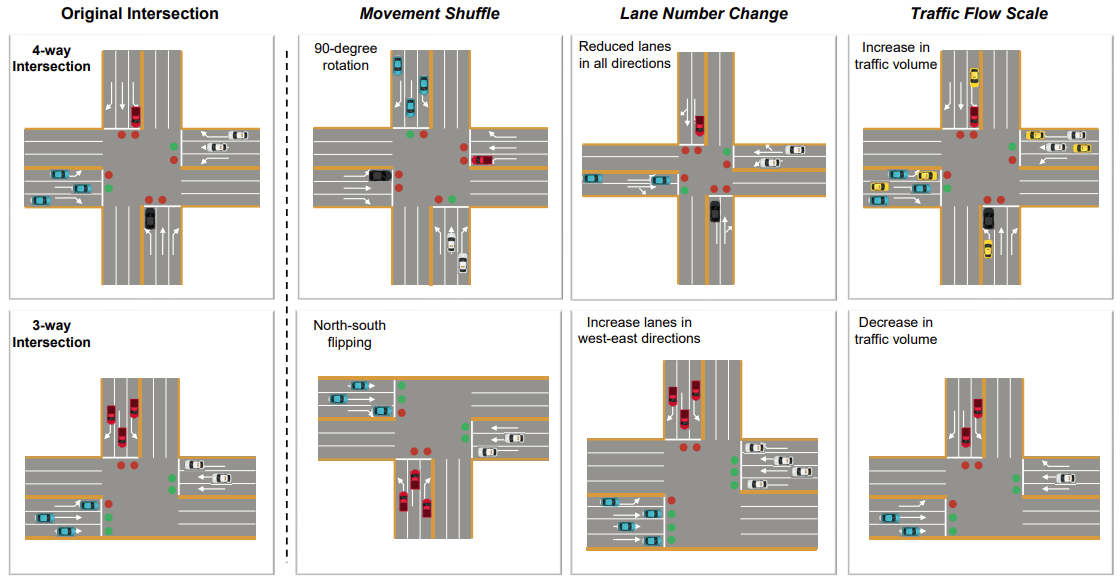 Original Intersection
Movement Shuffle
Lane Number Change
Traffic Flow Scale
4-way
Intersection
90-degree
rotation
Reduced lanes
in all directions
Increase in
traffic volume
3-way
Intersection
North-south
flipping
Increase lanes in
west-east directions
Decrease in
traffic volume